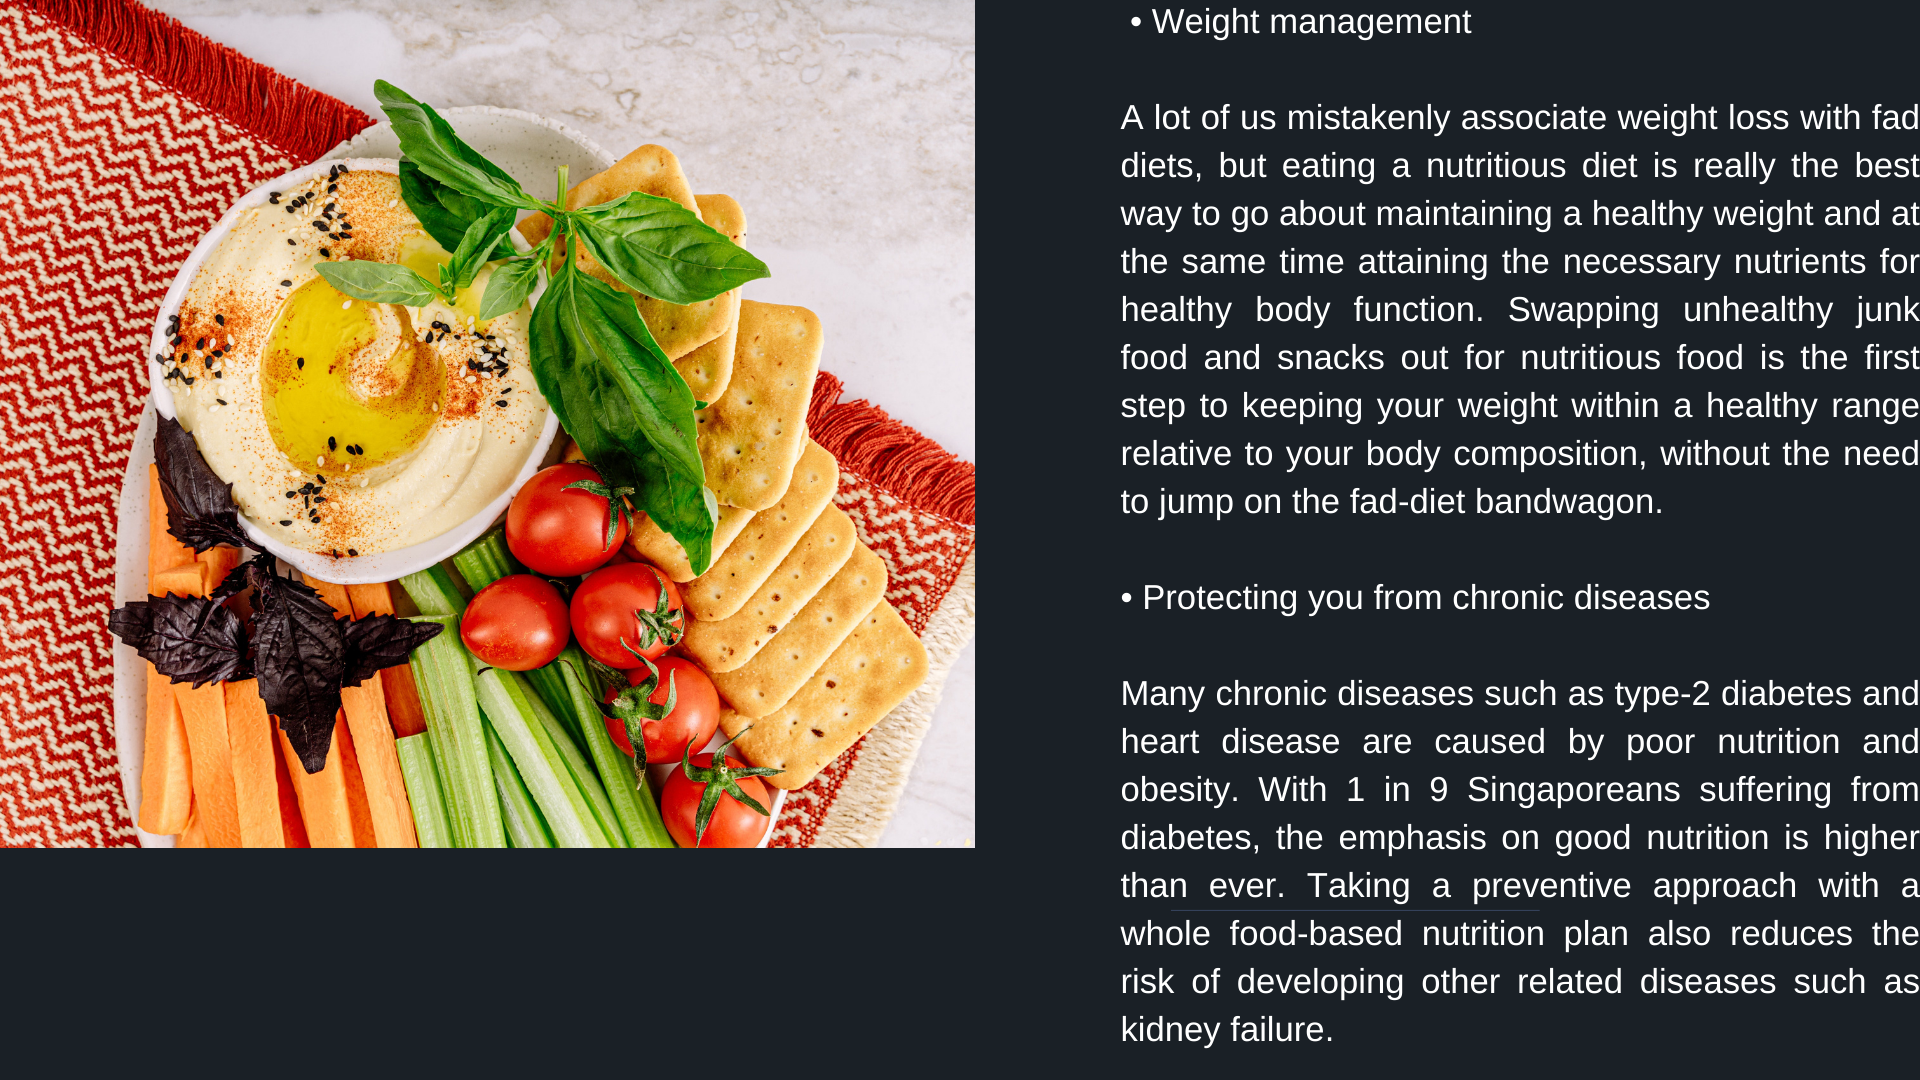 • Weight management
A lot of us mistakenly associate weight loss with fad
diets, but eating a nutritious diet is really the best
way to go about maintaining a healthy weight and at
the same time attaining the necessary nutrients for
healthy body function. Swapping unhealthy junk
food and snacks out for nutritious food is the first
step to keeping your weight within a healthy range
relative to your body composition, without the need
to jump on the fad-diet bandwagon.
• Protecting you from chronic diseases
Many chronic diseases such as type-2 diabetes and
heart disease are caused by poor nutrition and
obesity. With 1 in 9 Singaporeans suffering from
diabetes, the emphasis on good nutrition is higher
than ever. Taking a preventive approach with a
whole food-based nutrition plan also reduces the
risk of developing other related diseases such as
kidney failure.